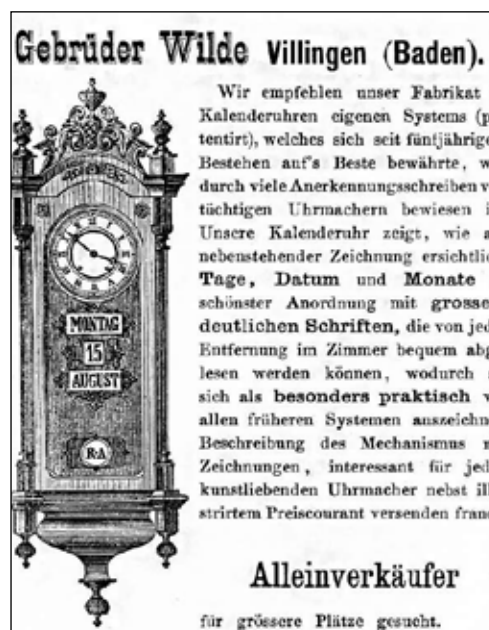 Gebrüder Wilde Villingen (Baden).
Wir empfehlen unser Fabrikat
Kalenderuhren eigenen Systems (p
tentirt), welches sich seit fünfjährige
Bestehen auf's Beste bewährte, w
durch viele Anerkennungsschreiben v
tüchtigen Uhrmachern bewiesen i
Unsere Kalenderuhr zeigt, wie a
nebenstehender Zeichnung ersichtlic
Tage, Datum und Monate
schönster Anordnung mit grosse
deutlichen Schriften, die von jed
Entfernung im Zimmer bequem abg
lesen werden können, wodurch
sich als besonders praktisch v
allen früheren Systemen auszeichn
Beschreibung des Mechanismus m
Zeichnungen, interessant für jed
kunstliebenden Uhrmacher nebst ill
strirtem Preiscourant versenden franc
MONTAG
15
AUGUST
R·A
Alleinverkäufer
für grössere Plätze gesucht.